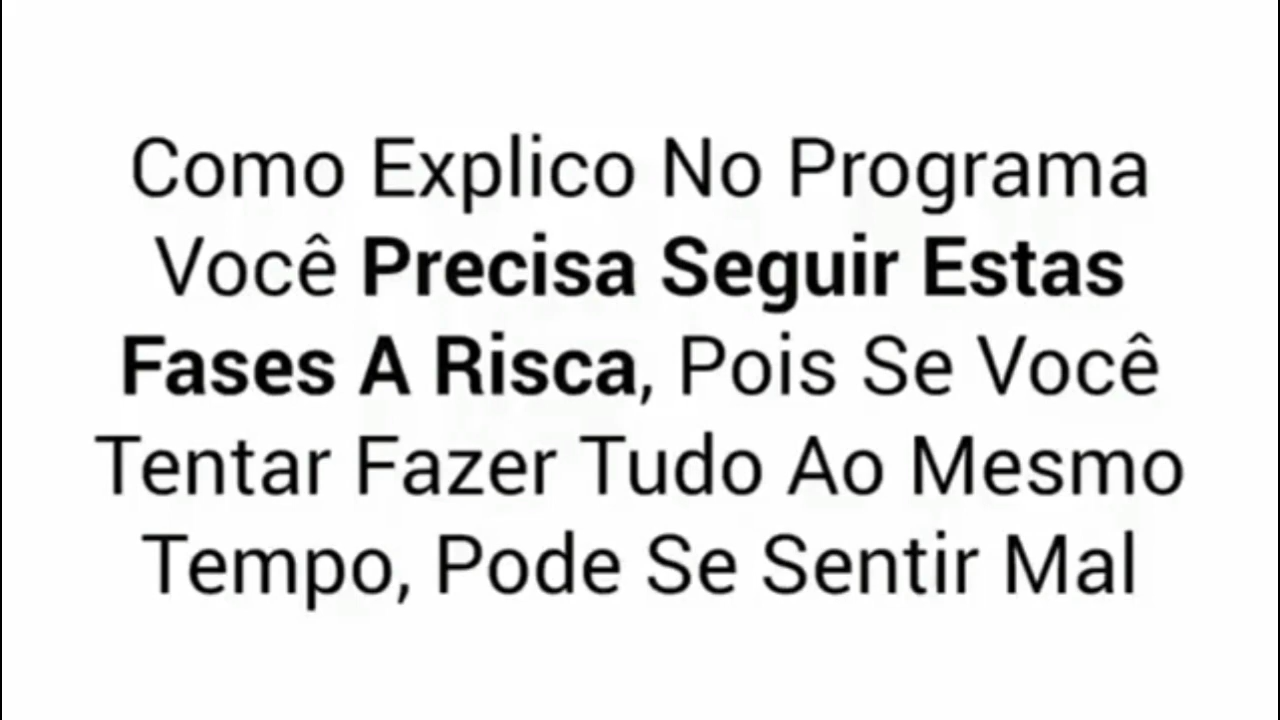 Como Explico No Programa
Você Precisa Seguir Estas
Fases A Risca, Pois Se Você
Tentar Fazer Tudo Ao Mesmo
Tempo, Pode Se Sentir Mal